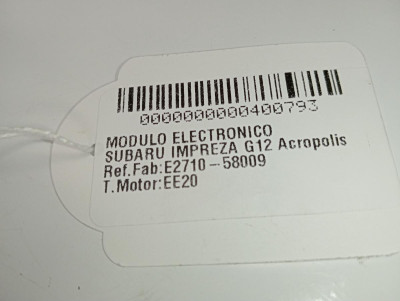 0000000000400793
MODULO ELECTRONICO
SUBARU IMPREZA G12 Acropolis
Ref.Fab:E2710-58009
T.Motor:EE20